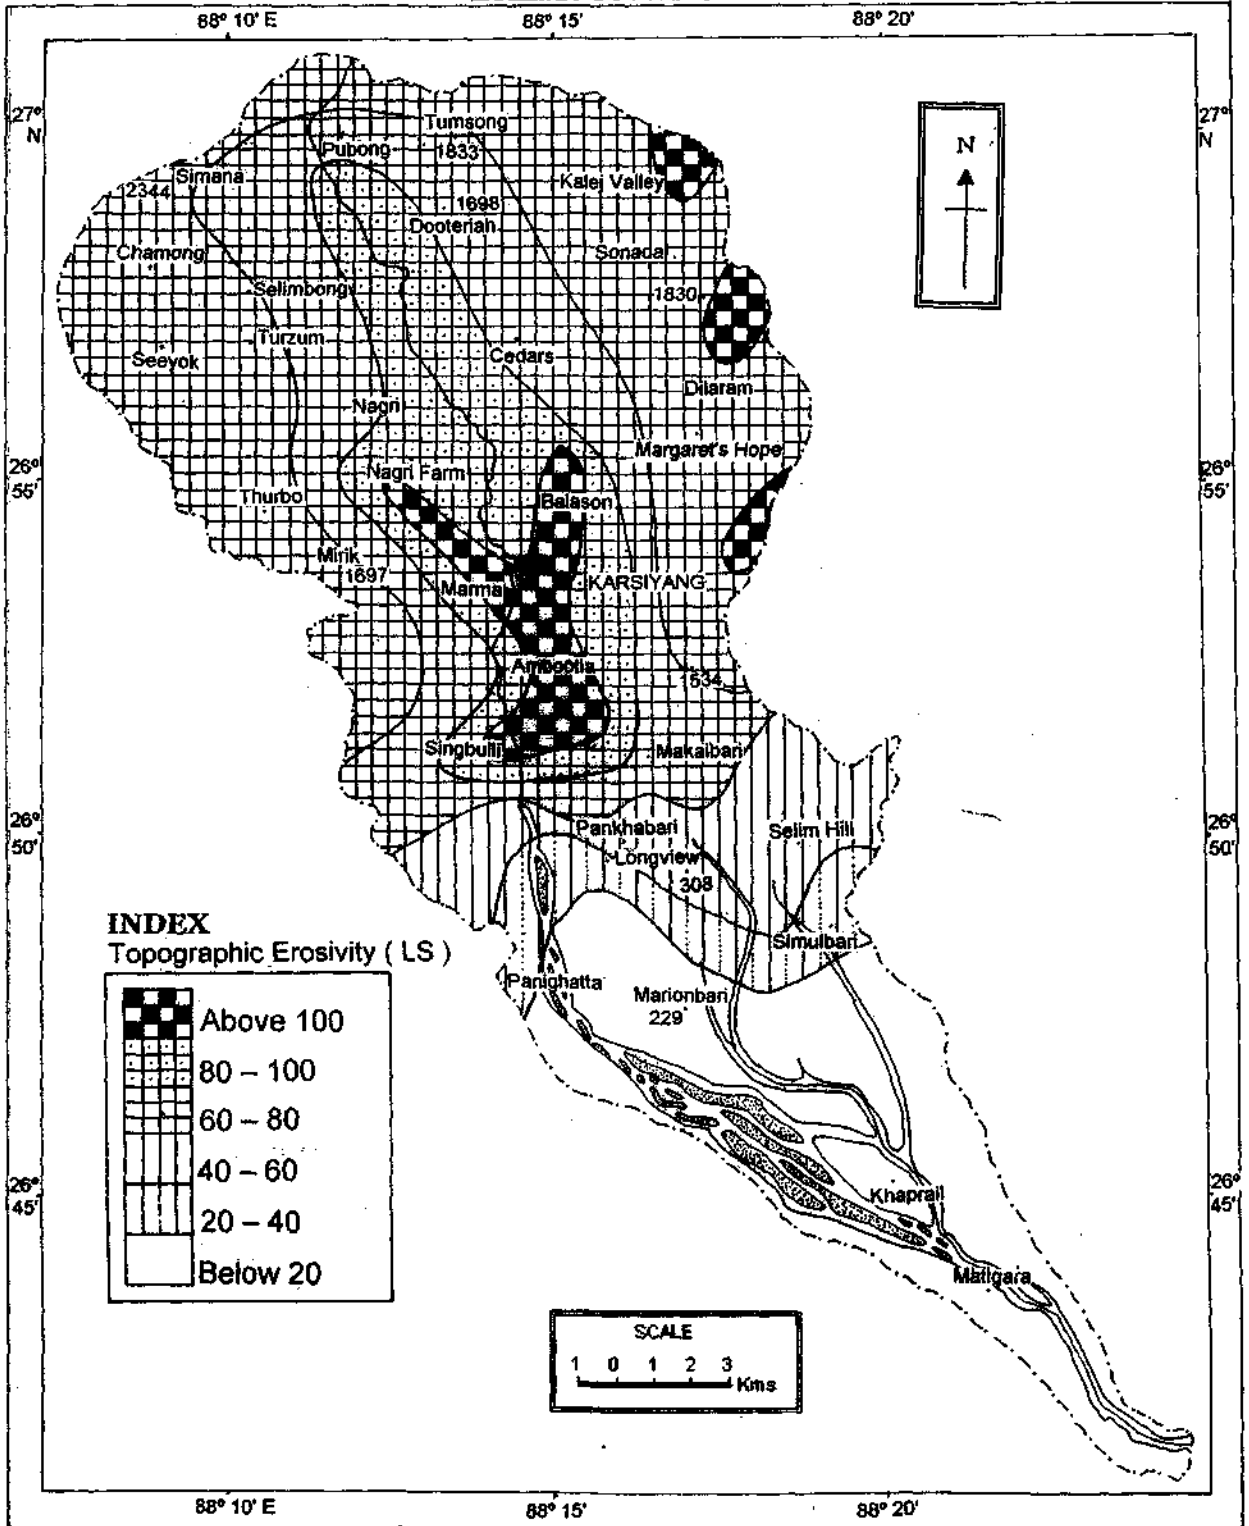 88° 10' E
88° 15'
88° 20'
27°
N
27°
N
N
Tumsong
Pubong
1833
Simana
2344
Kalej Valley
1698
Dooteriah
Chamong
Sonada
Selimbong
1830
Turzum
Seeyok
Cedars
Dilaram
Nagri
Margaret's Hope
26°
55'
26°
55'
Nagri Farm
Thurbo
Balason
Mirik
1697
Marma
KARSIYANG
Ambootia
1534
Singbulli
Makaibari
26°
50'
26°
50'
Pankhabari
Selim Hill
Longview
308
Simulbari
INDEX
Topographic Erosivity ( LS )
Above 100
80 – 100
60 – 80
40 – 60
20 – 40
Below 20
Panighatta
Marionbari
229
26°
45'
26°
45'
Khaprail
Matigara
SCALE
1 0 1 2 3
Kms
88° 10' E
88° 15'
88° 20'